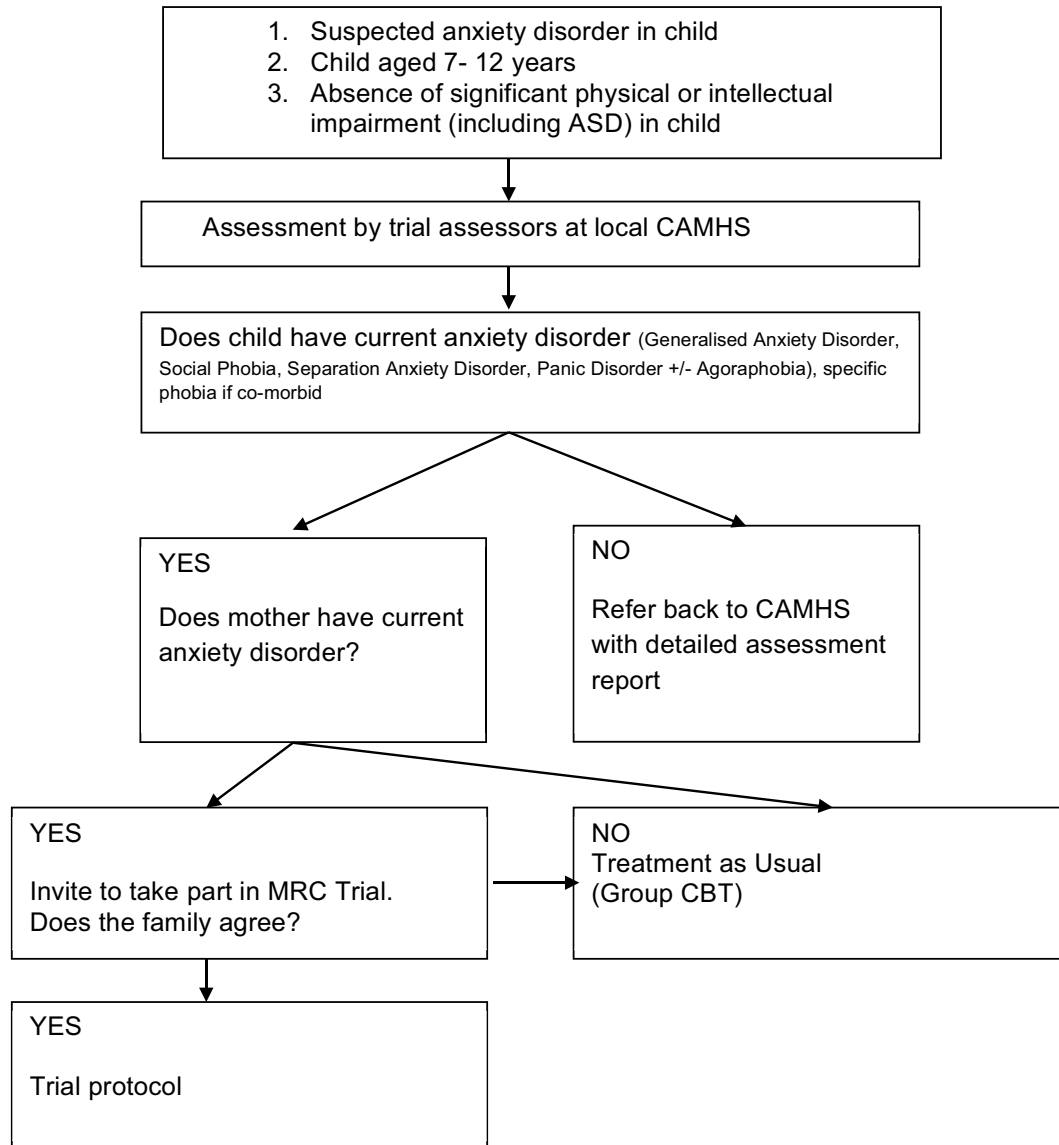 1. Suspected anxiety disorder in child
2. Child aged 7- 12 years
3. Absence of significant physical or intellectual
impairment (including ASD) in child
Assessment by trial assessors at local CAMHS
Does child have current anxiety disorder (Generalised Anxiety Disorder,
Social Phobia, Separation Anxiety Disorder, Panic Disorder +/- Agoraphobia), specific
phobia if co-morbid
YES
Does mother have current
anxiety disorder?
NO
Refer back to CAMHS
with detailed assessment
report
YES
Invite to take part in MRC Trial.
Does the family agree?
NO
Treatment as Usual
(Group CBT)
YES
Trial protocol